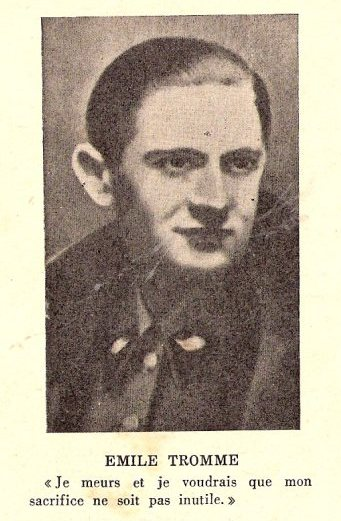 EMILE TROMME
« Je meurs et je voudrais que mon
sacrifice ne soit pas inutile. »